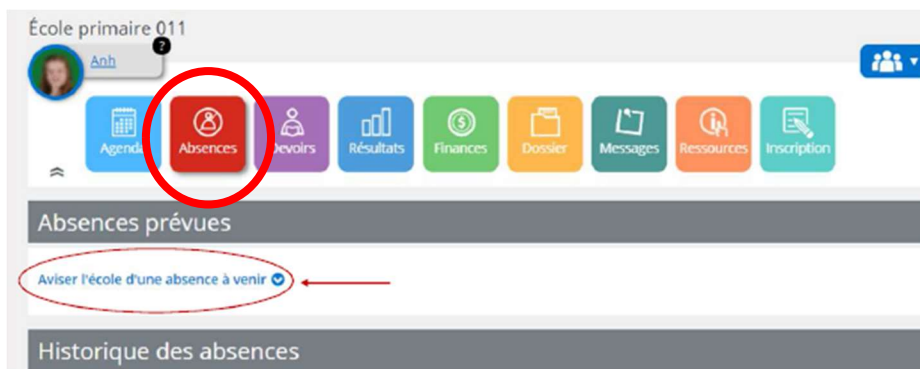 École primaire 011
?
Anh
Agenda Absences Devoirs Résultats Finances Dossier Messages Ressources Inscription
Absences prévues
Aviser l'école d'une absence à venir
Historique des absences